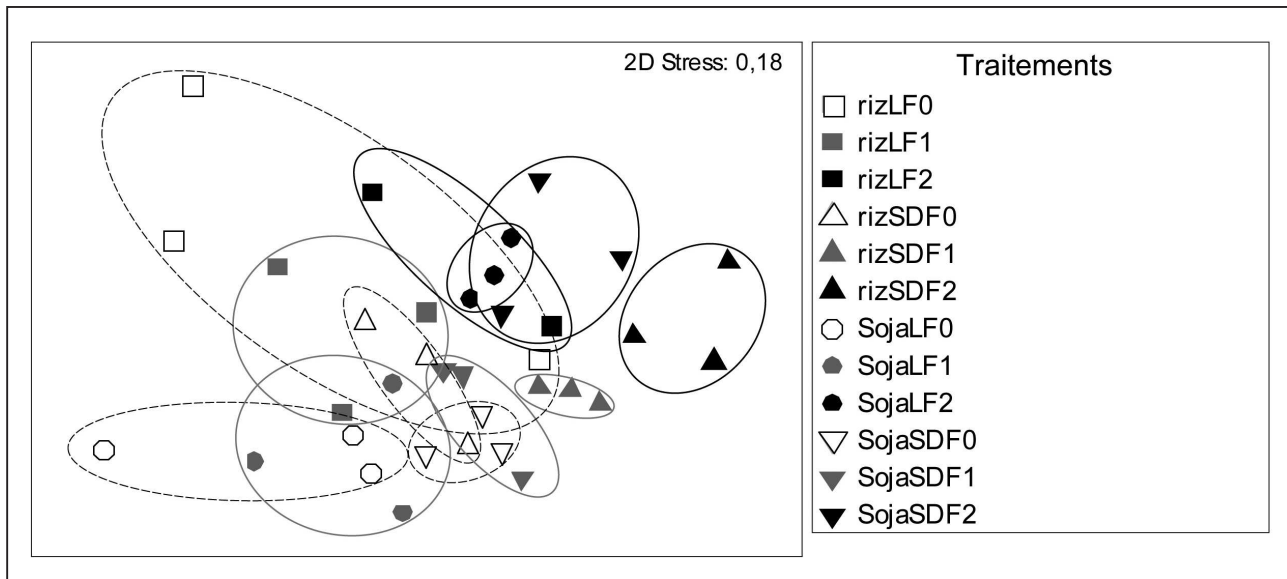 2D Stress: 0,18
Traitements
rizLF0
rizLF1
rizLF2
rizSDF0
rizSDF1
rizSDF2
SojaLF0
SojaLF1
SojaLF2
SojaSDF0
SojaSDF1
SojaSDF2